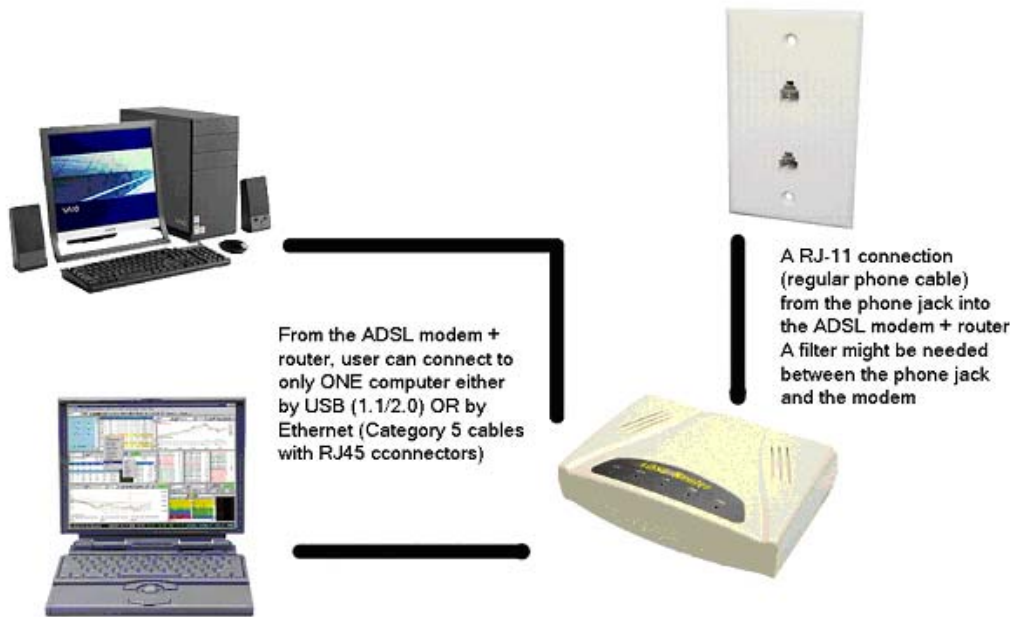 VAIO
A RJ-11 connection
(regular phone cable)
from the phone jack into
the ADSL modem + router
A filter might be needed
between the phone jack
and the modem
From the ADSL modem +
router, user can connect to
only ONE computer either
by USB (1.1/2.0) OR by
Ethernet (Category 5 cables
with RJ45 cconnectors)